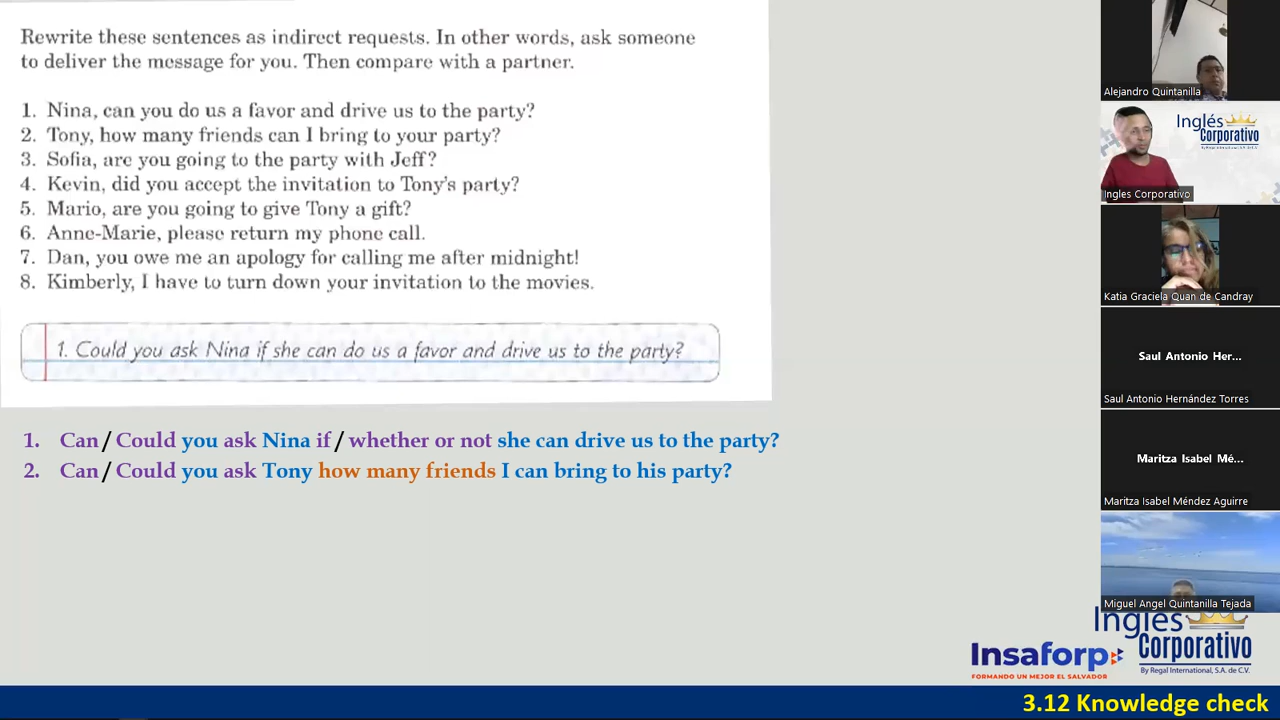 Rewrite these sentences as indirect requests. In other words, ask someone
to deliver the message for you. Then compare with a partner.
1. Nina, can you do us a favor and drive us to the party?
2. Tony, how many friends can I bring to your party?
3. Sofia, are you going to the party with Jeff?
4. Kevin, did you accept the invitation to Tony's party?
5. Mario, are you going to give Tony a gift?
6. Anne-Marie, please return my phone call.
7. Dan, you owe me an apology for calling me after midnight!
8. Kimberly, I have to turn down your invitation to the movies.
1. Could you ask Nina if she can do us a favor and drive us to the party?
1. Can / Could you ask Nina if / whether or not she can drive us to the party?
2. Can / Could you ask Tony how many friends I can bring to his party?
Alejandro Quintanilla
Inglés
Corporativo
By Regal International, S.A. de C.V.
Ingles Corporativo
Katia Graciela Quan de Candray
Saul Antonio Her...
Saul Antonio Hernández Torres
Maritza Isabel Mé...
Maritza Isabel Méndez Aguirre
Miguel Angel Quintanilla Tejada
Insaforp
FORMANDO UN MEJOR EL SALVADOR
Inglés
Corporativo
By Regal International, S.A. de C.V.
3.12 Knowledge check